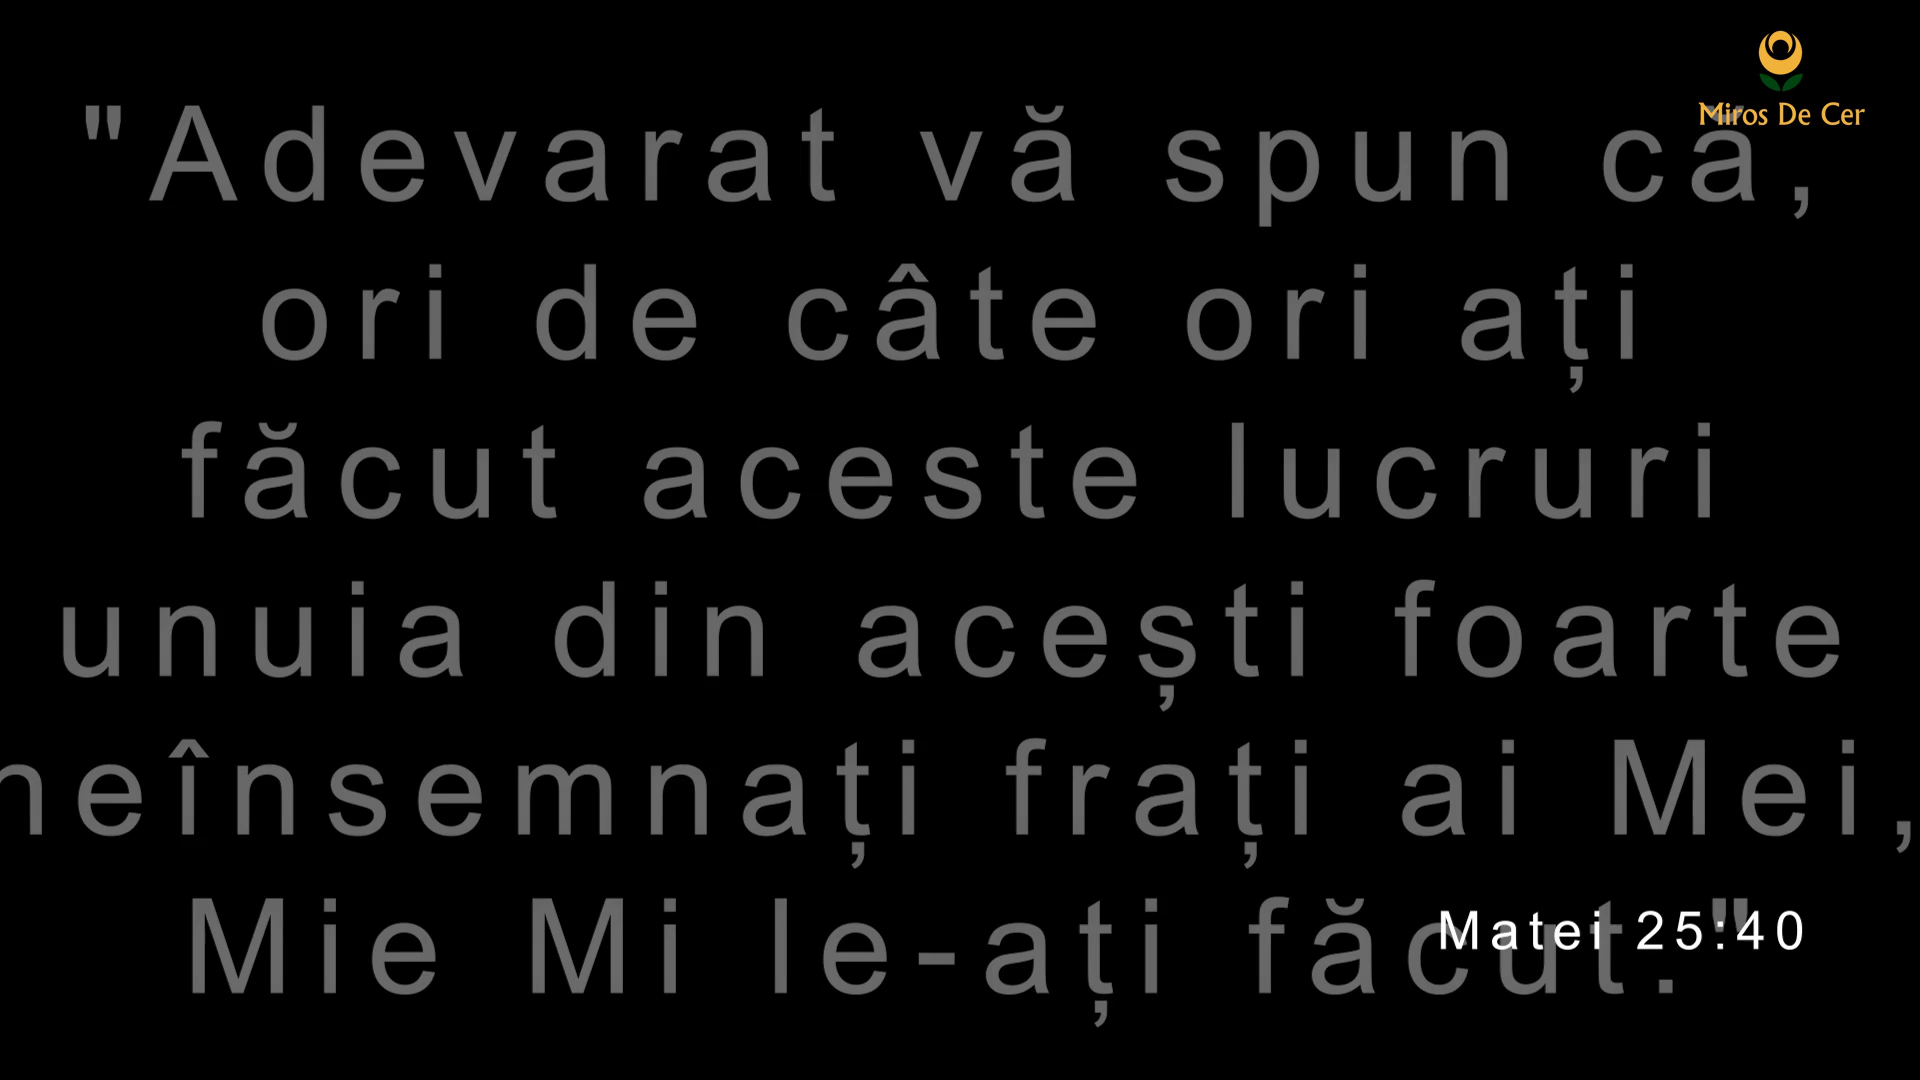 Miros De Cer
"Adevarat vă spun că,
ori de câte ori ați
făcut aceste lucruri
unuia din acești foarte
neînsemnați frați ai Mei,
Mie Mi le-ați făcut."
Matei 25:40